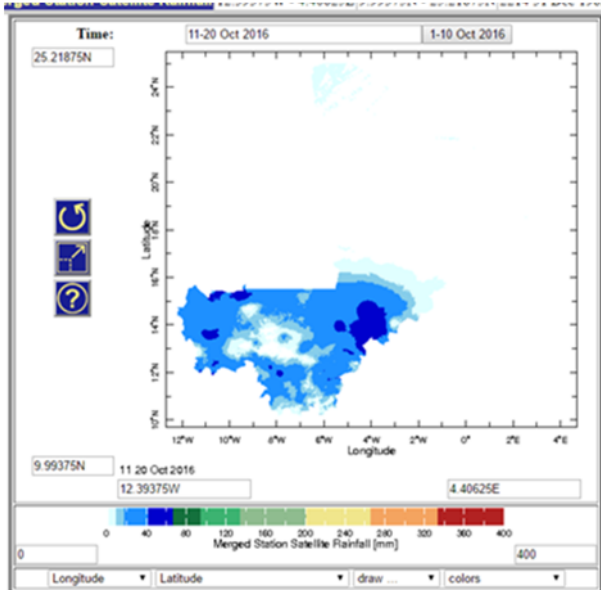 Time: 11-20 Oct 2016 1-10 Oct 2016
25.21875N
24°N
22°N
20°N
18°N
16°N
14°N
12°N
10°N
Latitude
12°W 10°W 8°W 6°W 4°W 2°W 0° 2°E 4°E
Longitude
9.99375N
11 20 Oct 2016
12.39375W 4.40625E
0 40 80 120 160 200 240 280 320 360 400
Merged Station Satellite Rainfall [mm]
0 400
Longitude Latitude draw ... colors